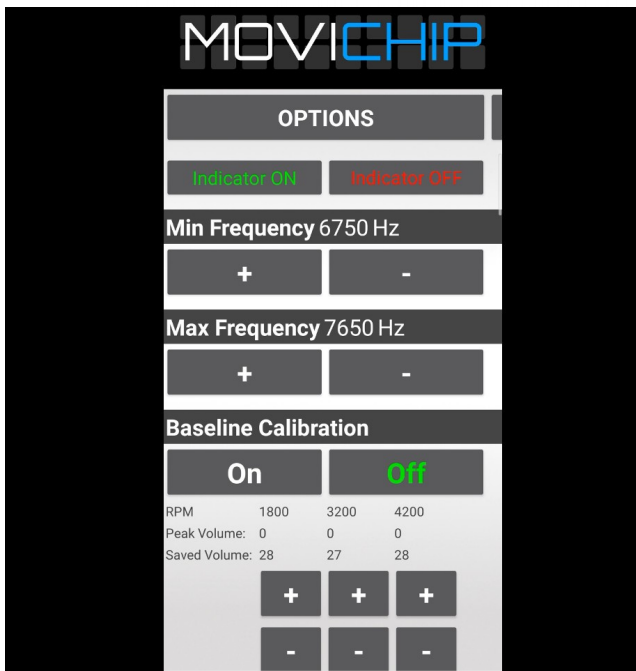 MOVICHIP
OPTIONS
Indicator ON Indicator OFF
Min Frequency 6750 Hz
+ -
Max Frequency 7650 Hz
+ -
Baseline Calibration
On Off
RPM 1800 3200 4200
Peak Volume: 0 0 0
Saved Volume: 28 27 28
+ + +
- - -